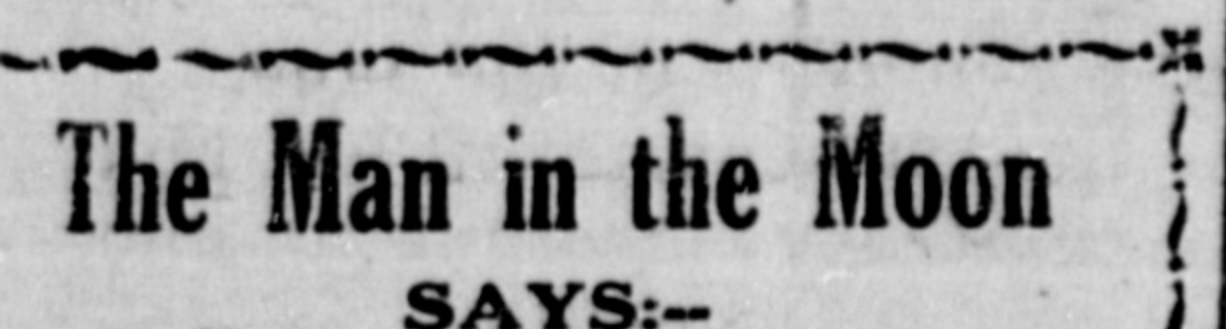 The Man in the Moon
SAYS:--